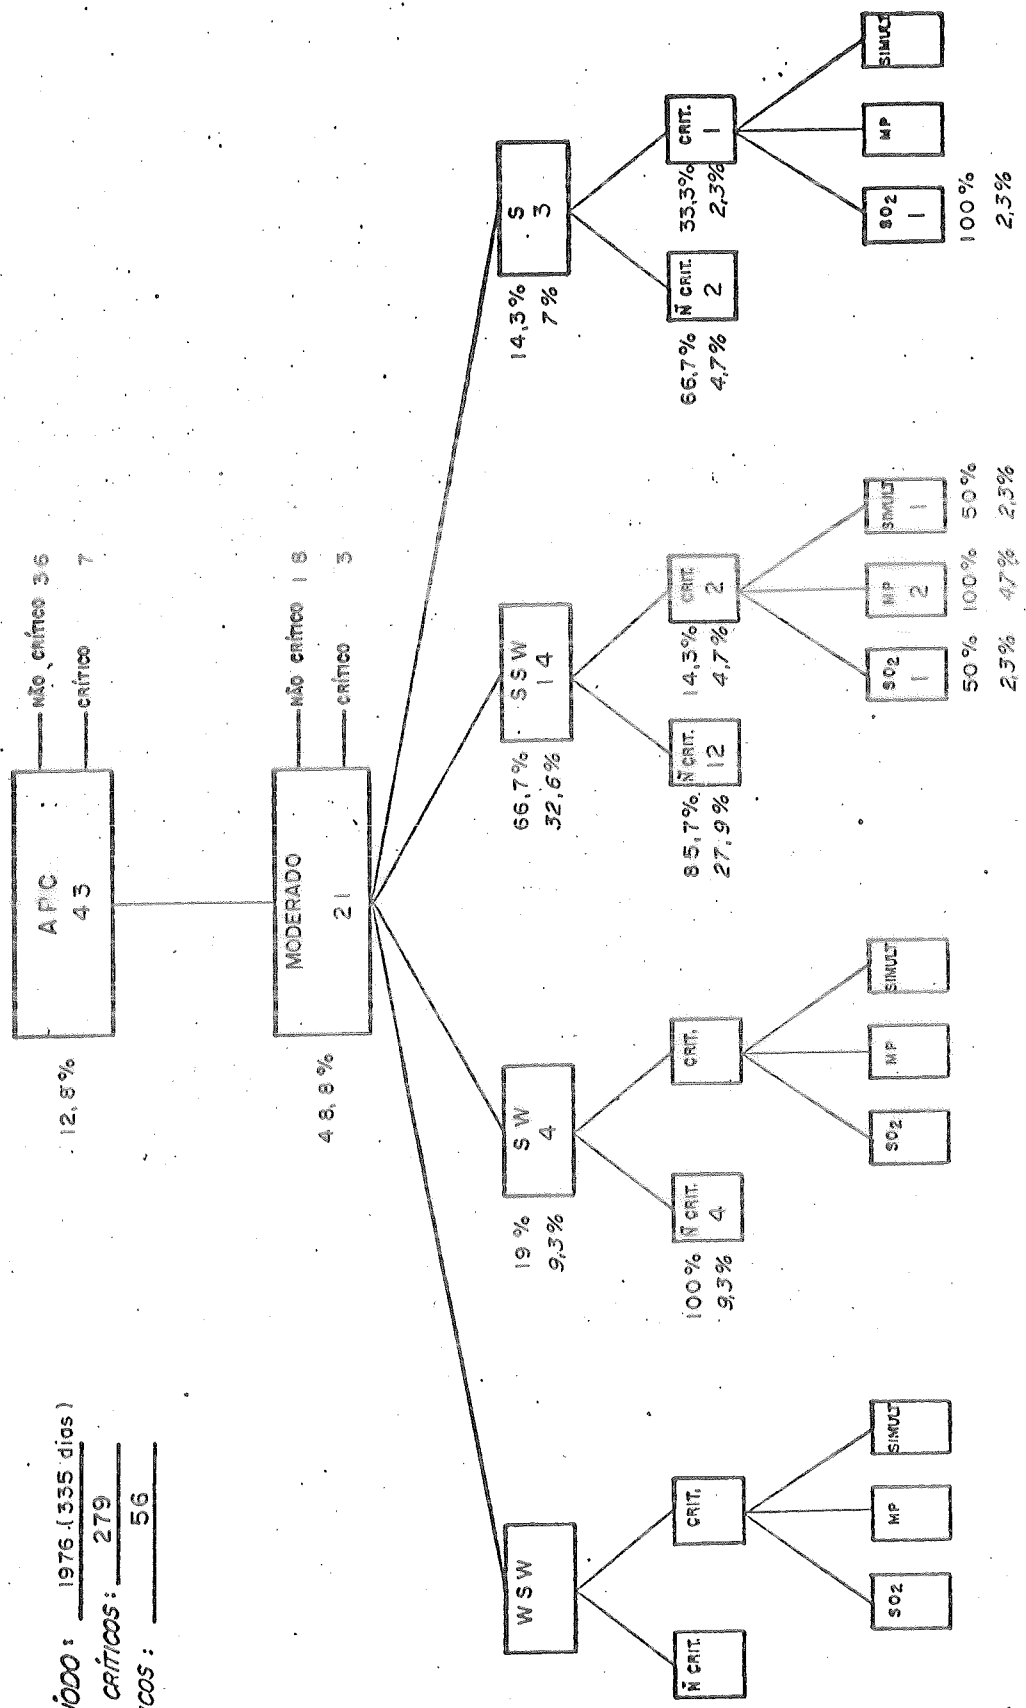 ÍODO: 1976 (335 dias)
CRÍTICOS: 279
COS: 56
12,8%
APC
43
NÃO CRÍTICO 36
CRÍTICO 7
48,8%
MODERADO
21
NÃO CRÍTICO 18
CRÍTICO 3
WSW
19%
9,3%
SW
4
66,7%
32,6%
SSW
14
14,3%
7%
S
3
Ñ CRIT.
CRIT.
100%
9,3%
Ñ CRIT.
4
CRIT.
85,7%
27,9%
Ñ CRIT.
12
14,3%
4,7%
CRIT.
2
66,7%
4,7%
Ñ CRIT.
2
33,3%
2,3%
CRIT.
1
SO2
MP
SIMULT
SO2
MP
SIMULT
SO2
1
MP
2
SIMULT
1
50% 100% 50%
2,3% 4,7% 2,3%
SO2
1
MP
SIMULT
100%
2,3%